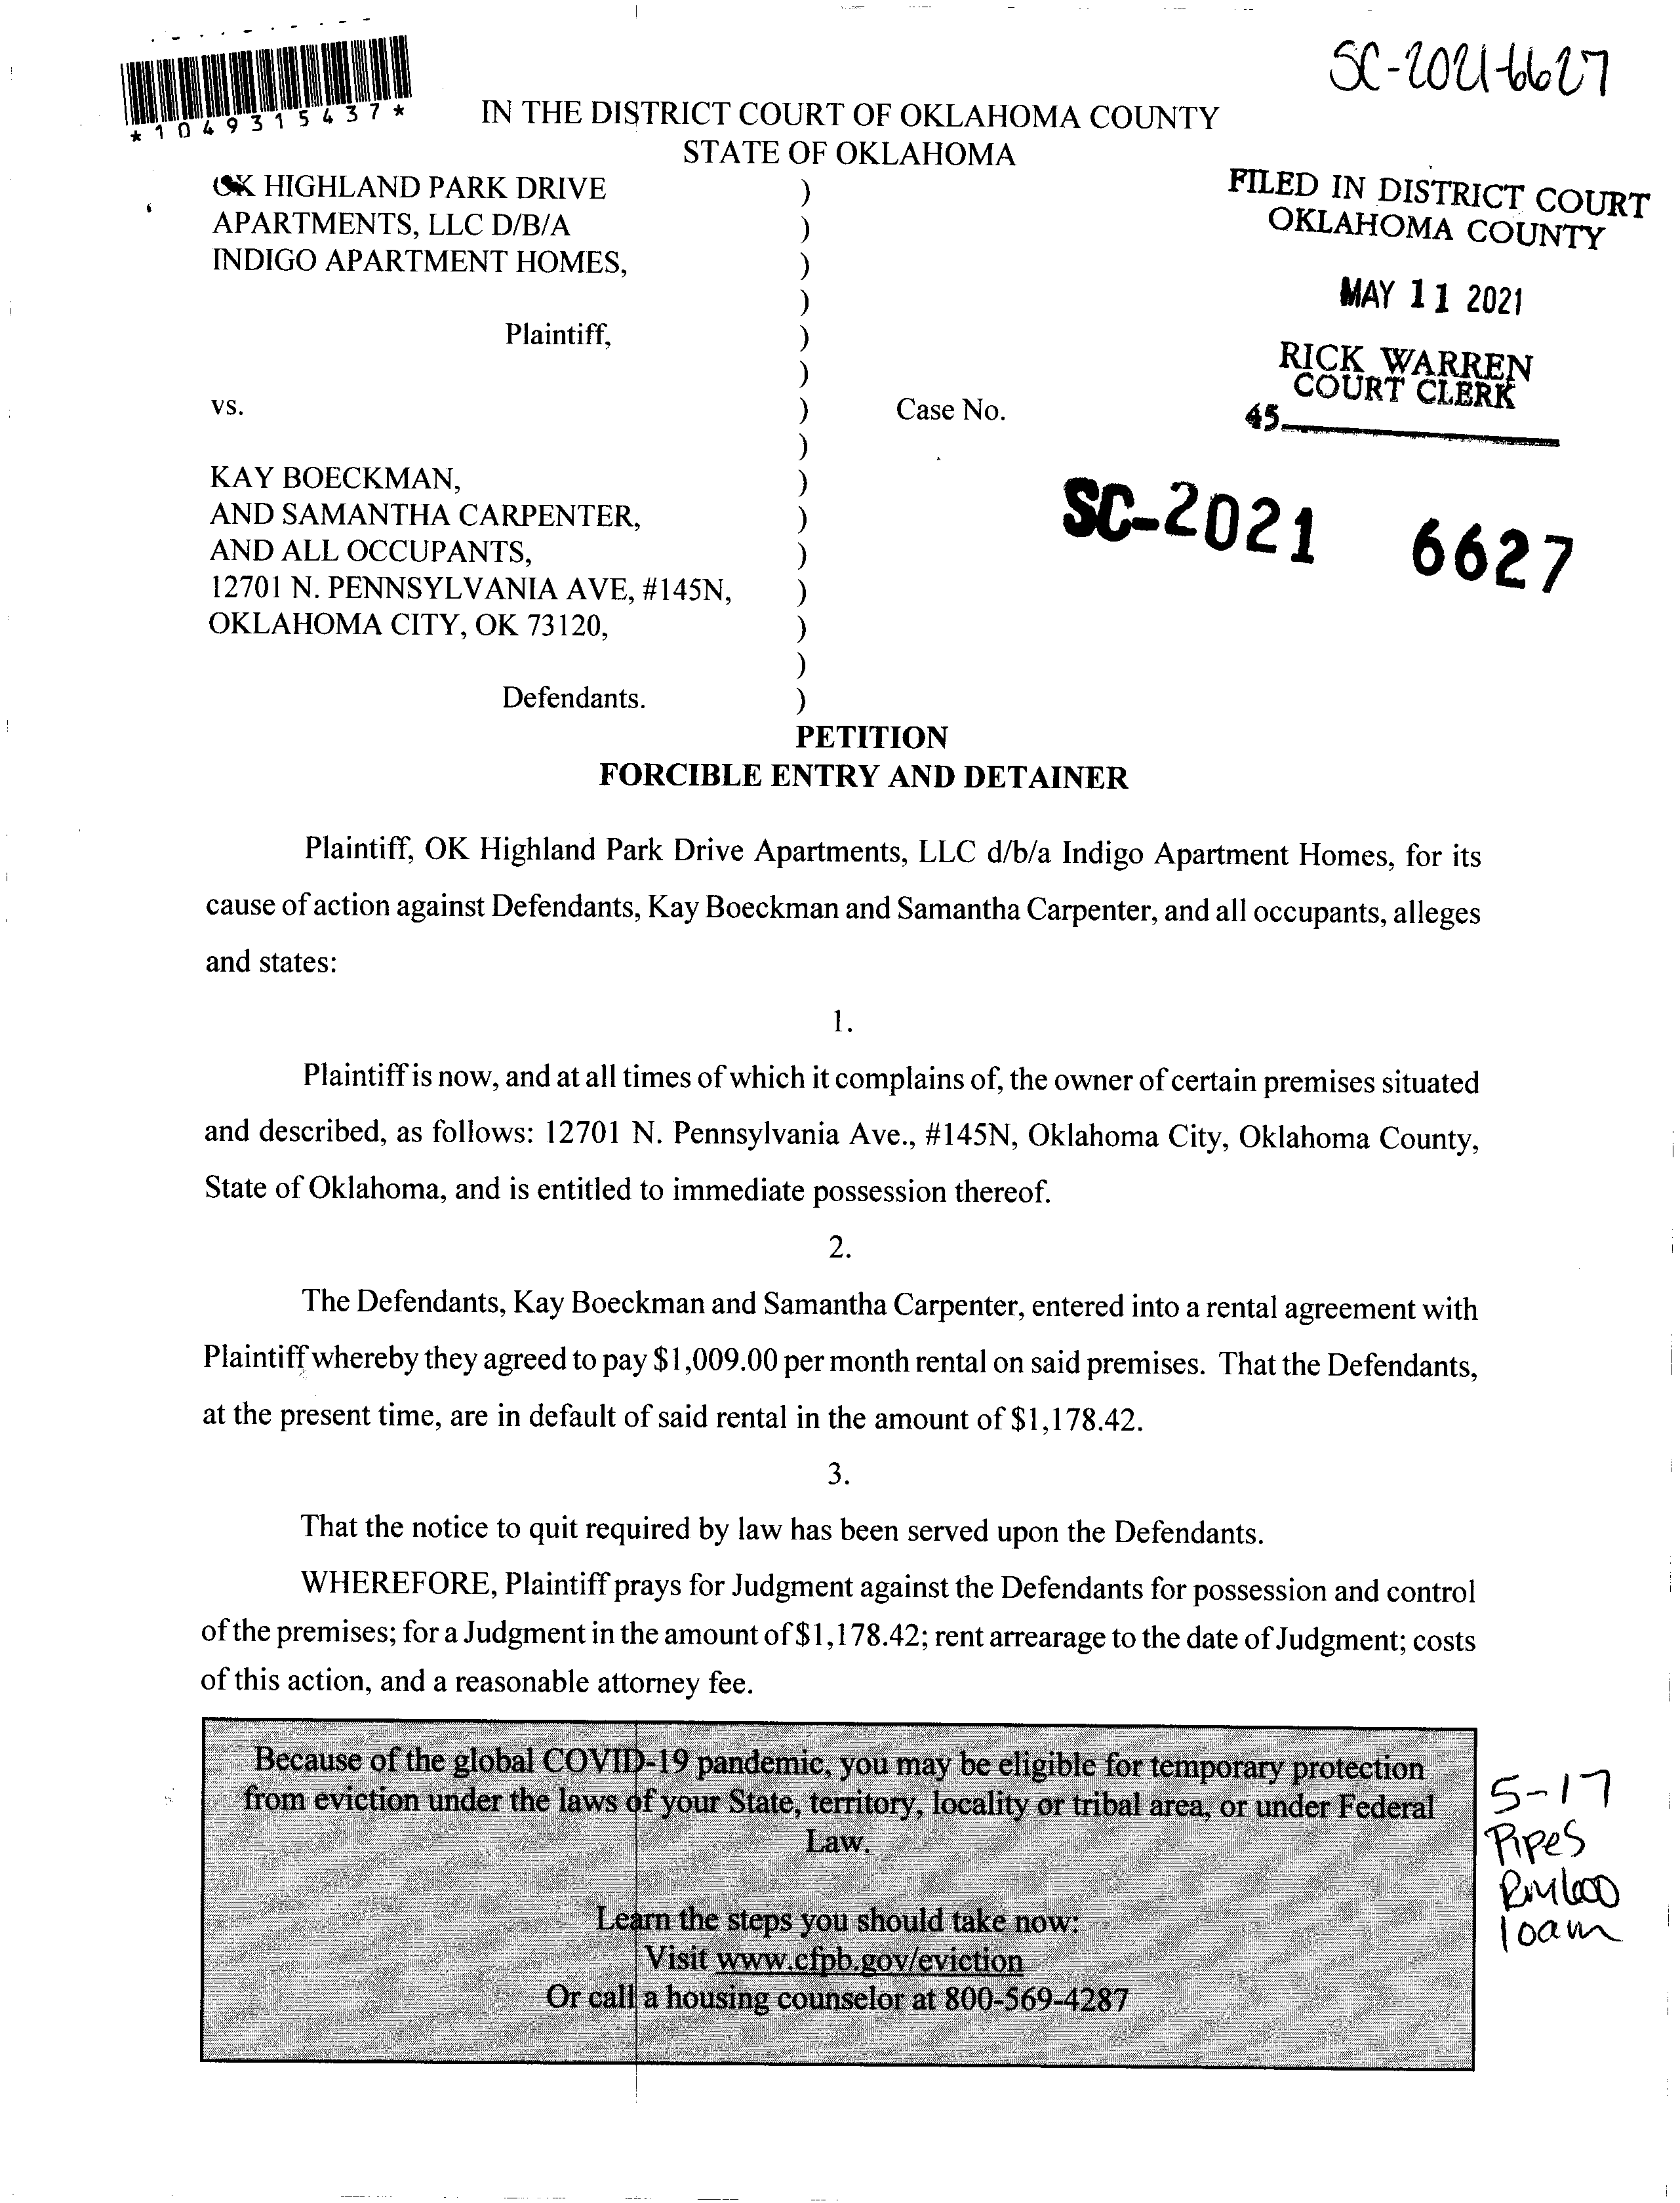 SC-2021-6627
*1049315437*
IN THE DISTRICT COURT OF OKLAHOMA COUNTY
STATE OF OKLAHOMA
OK HIGHLAND PARK DRIVE )
APARTMENTS, LLC D/B/A )
INDIGO APARTMENT HOMES, )
)
Plaintiff, )
)
vs. ) Case No.
)
KAY BOECKMAN, )
AND SAMANTHA CARPENTER, )
AND ALL OCCUPANTS, )
12701 N. PENNSYLVANIA AVE, #145N, )
OKLAHOMA CITY, OK 73120, )
)
Defendants. )
FILED IN DISTRICT COURT
OKLAHOMA COUNTY
MAY 11 2021
RICK WARREN
COURT CLERK
45
SC-2021 6627
PETITION
FORCIBLE ENTRY AND DETAINER
Plaintiff, OK Highland Park Drive Apartments, LLC d/b/a Indigo Apartment Homes, for its
cause of action against Defendants, Kay Boeckman and Samantha Carpenter, and all occupants, alleges
and states:
1.
Plaintiff is now, and at all times of which it complains of, the owner of certain premises situated
and described, as follows: 12701 N. Pennsylvania Ave., #145N, Oklahoma City, Oklahoma County,
State of Oklahoma, and is entitled to immediate possession thereof.
2.
The Defendants, Kay Boeckman and Samantha Carpenter, entered into a rental agreement with
Plaintiff whereby they agreed to pay $1,009.00 per month rental on said premises. That the Defendants,
at the present time, are in default of said rental in the amount of $1,178.42.
3.
That the notice to quit required by law has been served upon the Defendants.
WHEREFORE, Plaintiff prays for Judgment against the Defendants for possession and control
of the premises; for a Judgment in the amount of $1,178.42; rent arrearage to the date of Judgment; costs
of this action, and a reasonable attorney fee.
Because of the global COVID-19 pandemic, you may be eligible for temporary protection
from eviction under the laws of your State, territory, locality or tribal area, or under Federal
Law.
Learn the steps you should take now:
Visit www.cfpb.gov/eviction
Or call a housing counselor at 800-569-4287
5-17
Pipes
Rm600
10am